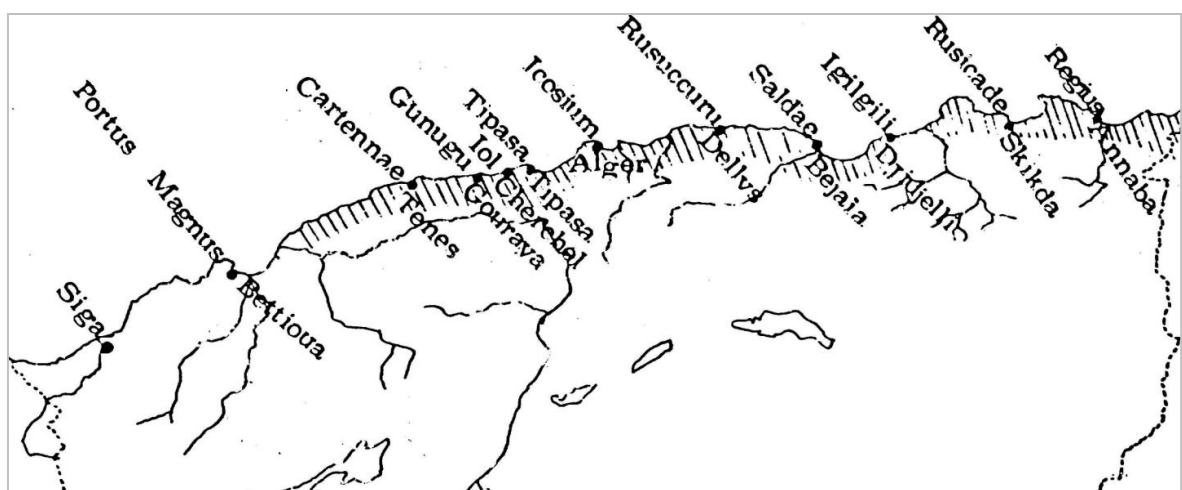 Portus
Magnus
Siga
Bettioua
Cartennae
Tenes
Gunugu
Gourava
Iol
Cherchel
Tipasa
Tipasa
Icosium
Alger
Rusuccuru
Dellys
Saldae
Bejaia
Igilgili
Djidjelli
Rusicade
Skikda
Regius
Annaba